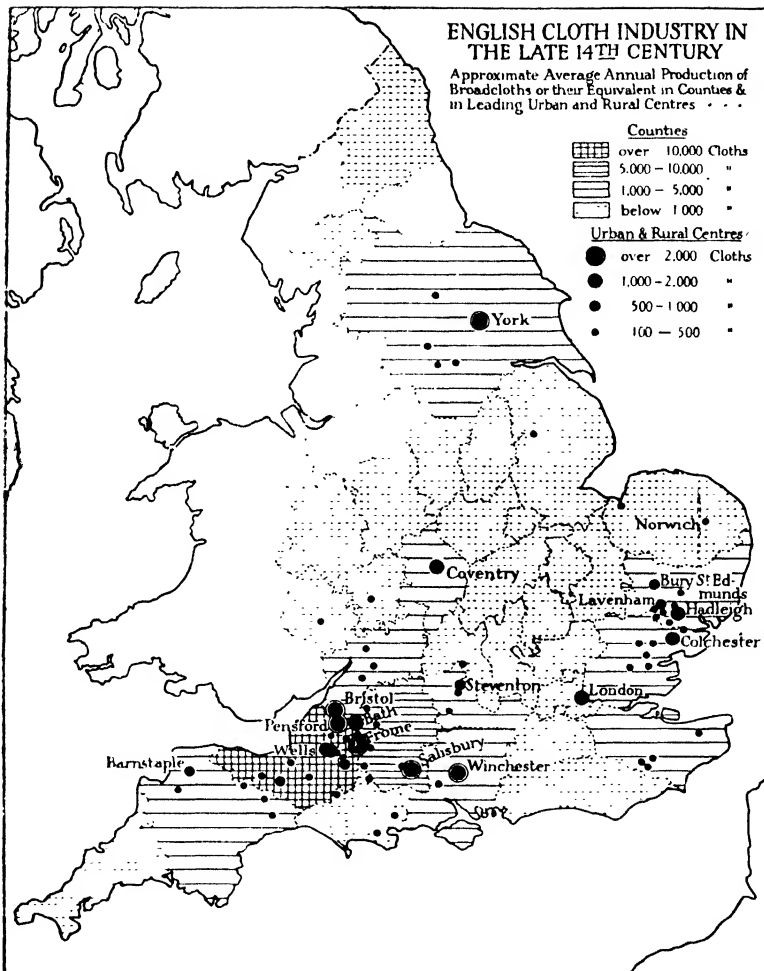 ENGLISH CLOTH INDUSTRY IN
THE LATE 14TH CENTURY
Approximate Average Annual Production of
Broadcloths or their Equivalent in Counties &
in Leading Urban and Rural Centres
Counties
over 10,000 Cloths
5,000 – 10,000 "
1,000 – 5,000 "
below 1 000 "
Urban & Rural Centres
over 2,000 Cloths
1,000 – 2,000 "
500 – 1 000 "
100 – 500 "
York
Norwich
Coventry
Bury St Ed-
munds
Lavenham
Hadleigh
Colchester
Steventon
London
Bristol
Pensford
Bath
Frome
Wells
Barnstaple
Salisbury
Winchester